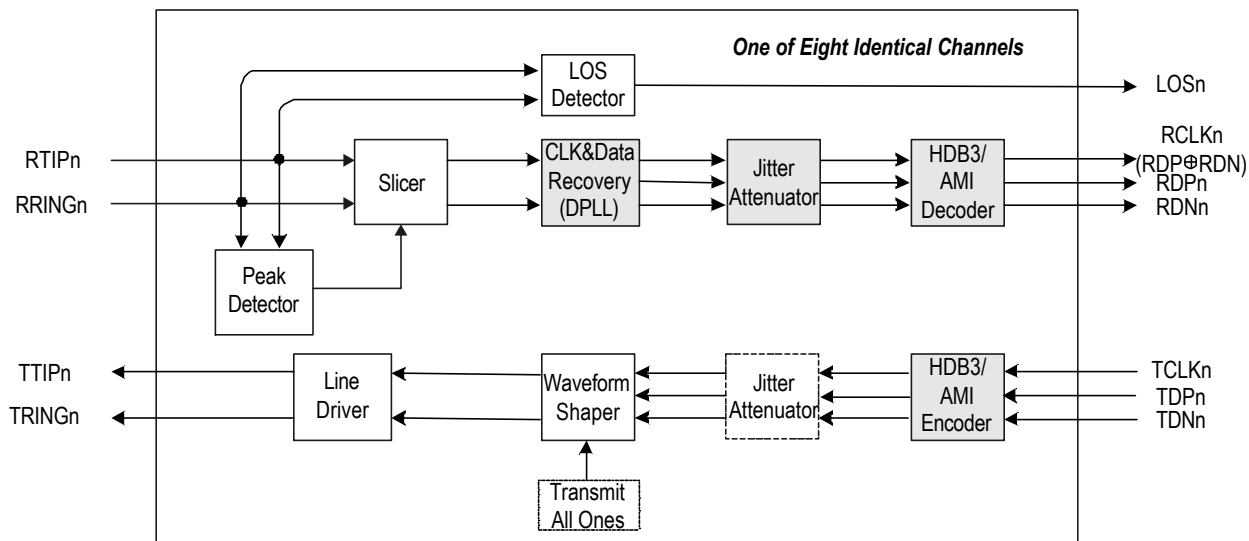 One of Eight Identical Channels
LOS
Detector
LOSn
RTIPn
RRINGn
Slicer
CLK&Data
Recovery
(DPLL)
Jitter
Attenuator
HDB3/
AMI
Decoder
RCLKn
(RDP⊕RDN)
RDPn
RDNn
Peak
Detector
TTIPn
TRINGn
Line
Driver
Waveform
Shaper
Jitter
Attenuator
HDB3/
AMI
Encoder
TCLKn
TDPn
TDNn
Transmit
All Ones